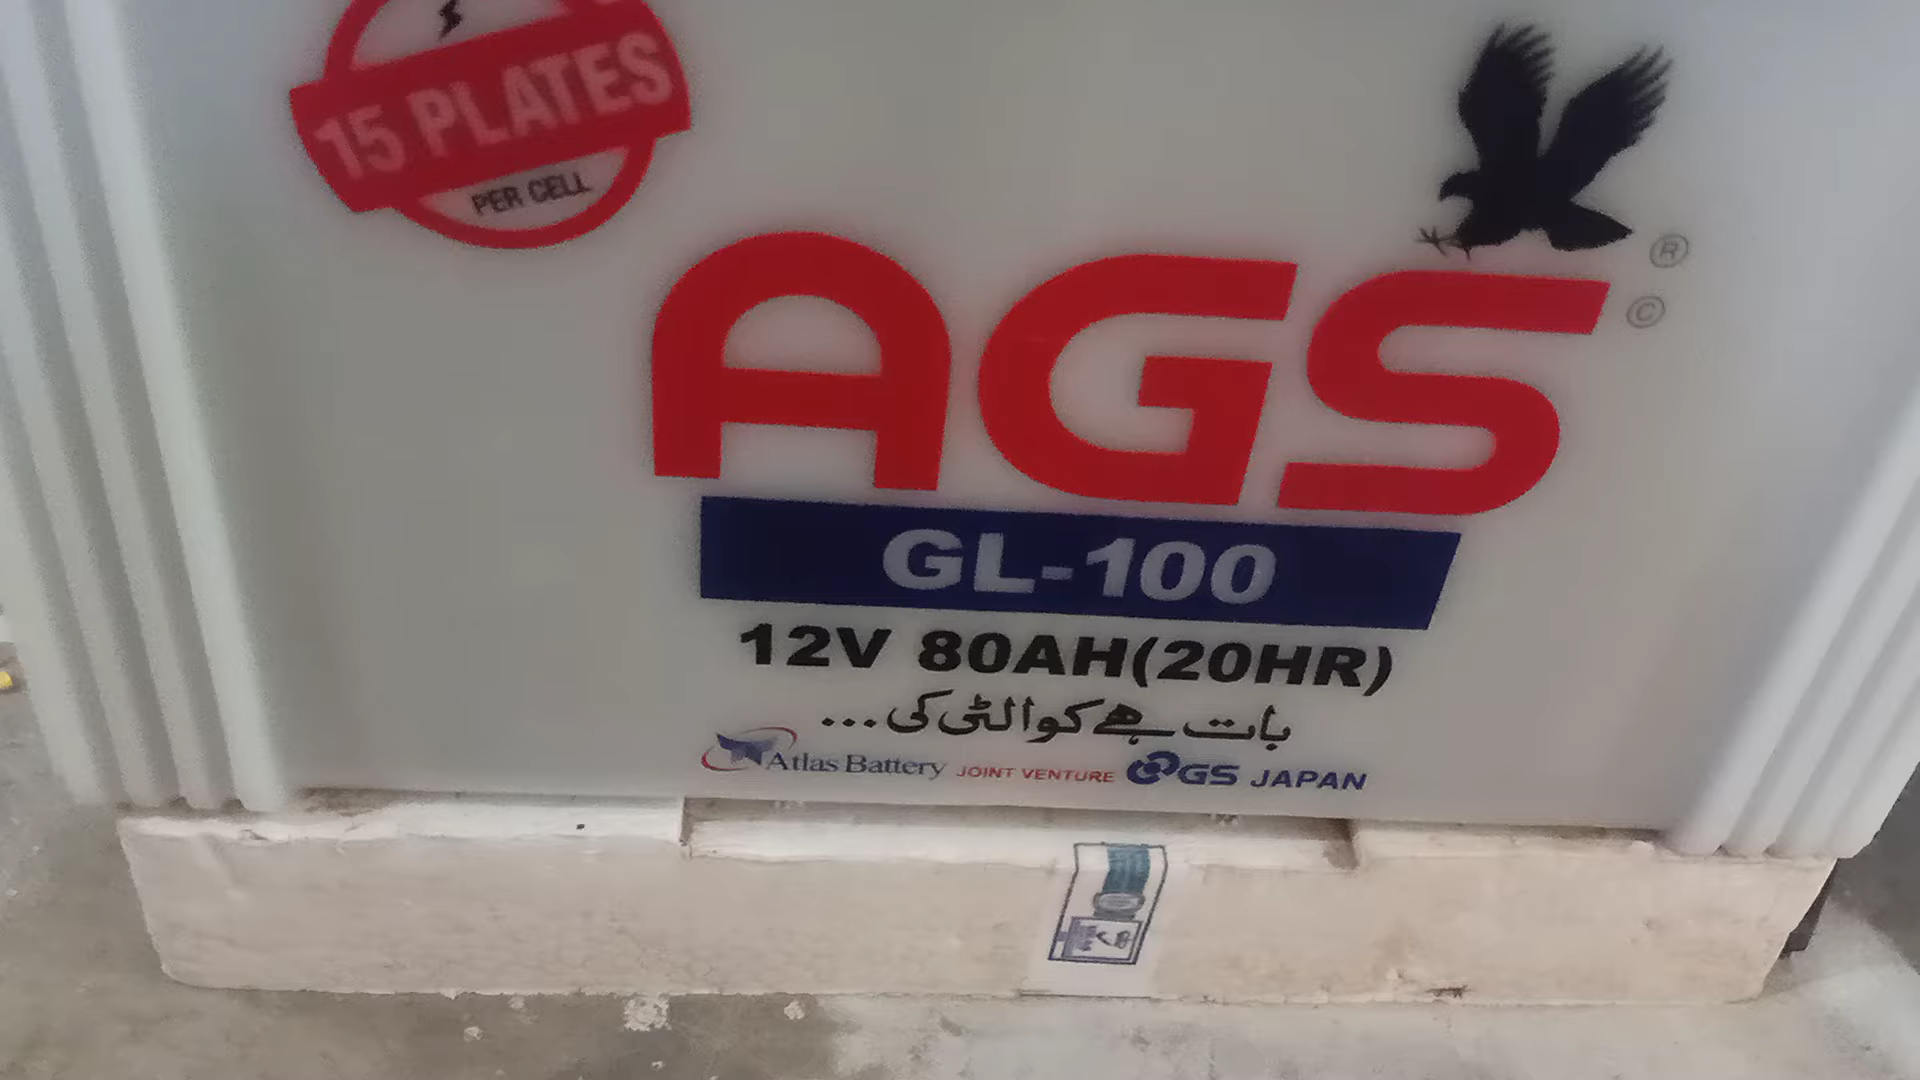 15 PLATES
PER CELL
®
AGS ©
GL-100
12V 80AH(20HR)
بات ہے کوالٹی کی...
Atlas Battery JOINT VENTURE GS JAPAN